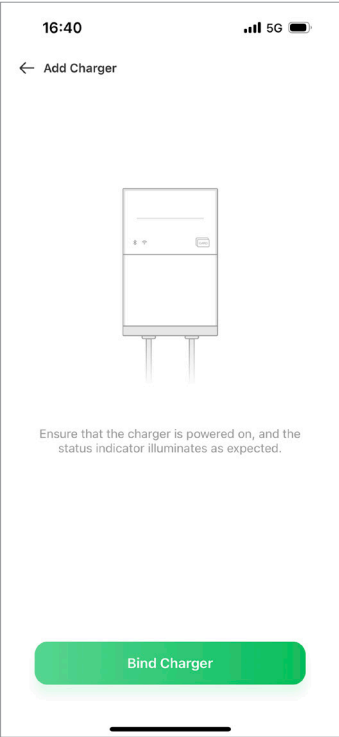 16:40
5G
Add Charger
Ensure that the charger is powered on, and the
status indicator illuminates as expected.
Bind Charger